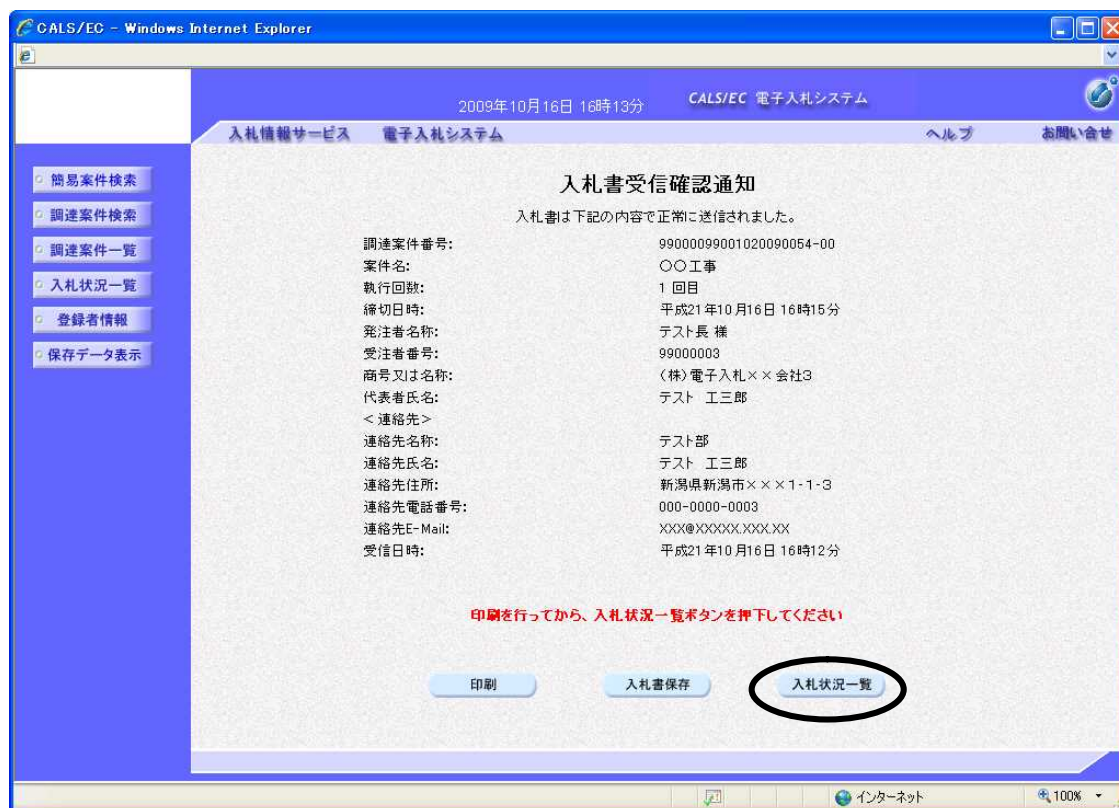 CALS/EC - Windows Internet Explorer
2009年10月16日 16時13分 CALS/EC 電子入札システム
入札情報サービス 電子入札システム ヘルプ お問い合せ
簡易案件検索
調達案件検索
調達案件一覧
入札状況一覧
登録者情報
保存データ表示
入札書受信確認通知
入札書は下記の内容で正常に送信されました。
調達案件番号: 99000099001020090054-00
案件名: 〇〇工事
執行回数: 1 回目
締切日時: 平成21年10月16日 16時15分
発注者名称: テスト長 様
受注者番号: 99000003
商号又は名称: (株)電子入札××会社3
代表者氏名: テスト 工三郎
<連絡先>
連絡先名称: テスト部
連絡先氏名: テスト 工三郎
連絡先住所: 新潟県新潟市×××1-1-3
連絡先電話番号: 000-0000-0003
連絡先E-Mail: XXX@XXXXX.XXX.XX
受信日時: 平成21年10月16日 16時12分
印刷を行ってから、入札状況一覧ボタンを押下してください
印刷 入札書保存 入札状況一覧
インターネット 100%